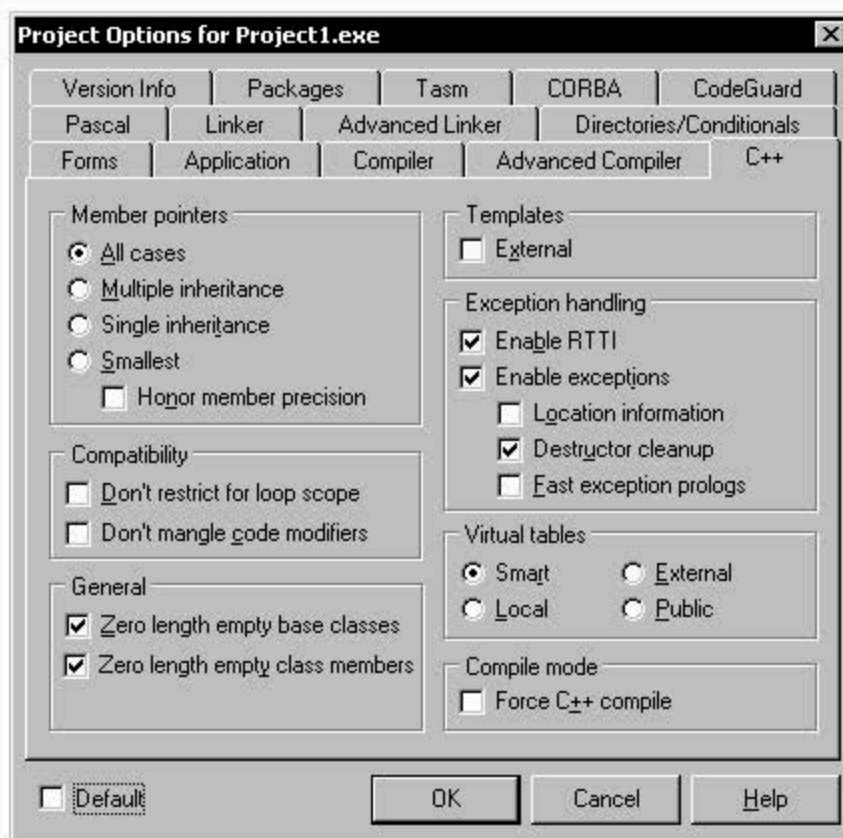 Project Options for Project1.exe
Version Info Packages Tasm CORBA CodeGuard
Pascal Linker Advanced Linker Directories/Conditionals
Forms Application Compiler Advanced Compiler C++
Member pointers
All cases
Multiple inheritance
Single inheritance
Smallest
Honor member precision
Compatibility
Don't restrict for loop scope
Don't mangle code modifiers
General
Zero length empty base classes
Zero length empty class members
Templates
External
Exception handling
Enable RTTI
Enable exceptions
Location information
Destructor cleanup
Fast exception prologs
Virtual tables
Smart External
Local Public
Compile mode
Force C++ compile
Default OK Cancel Help